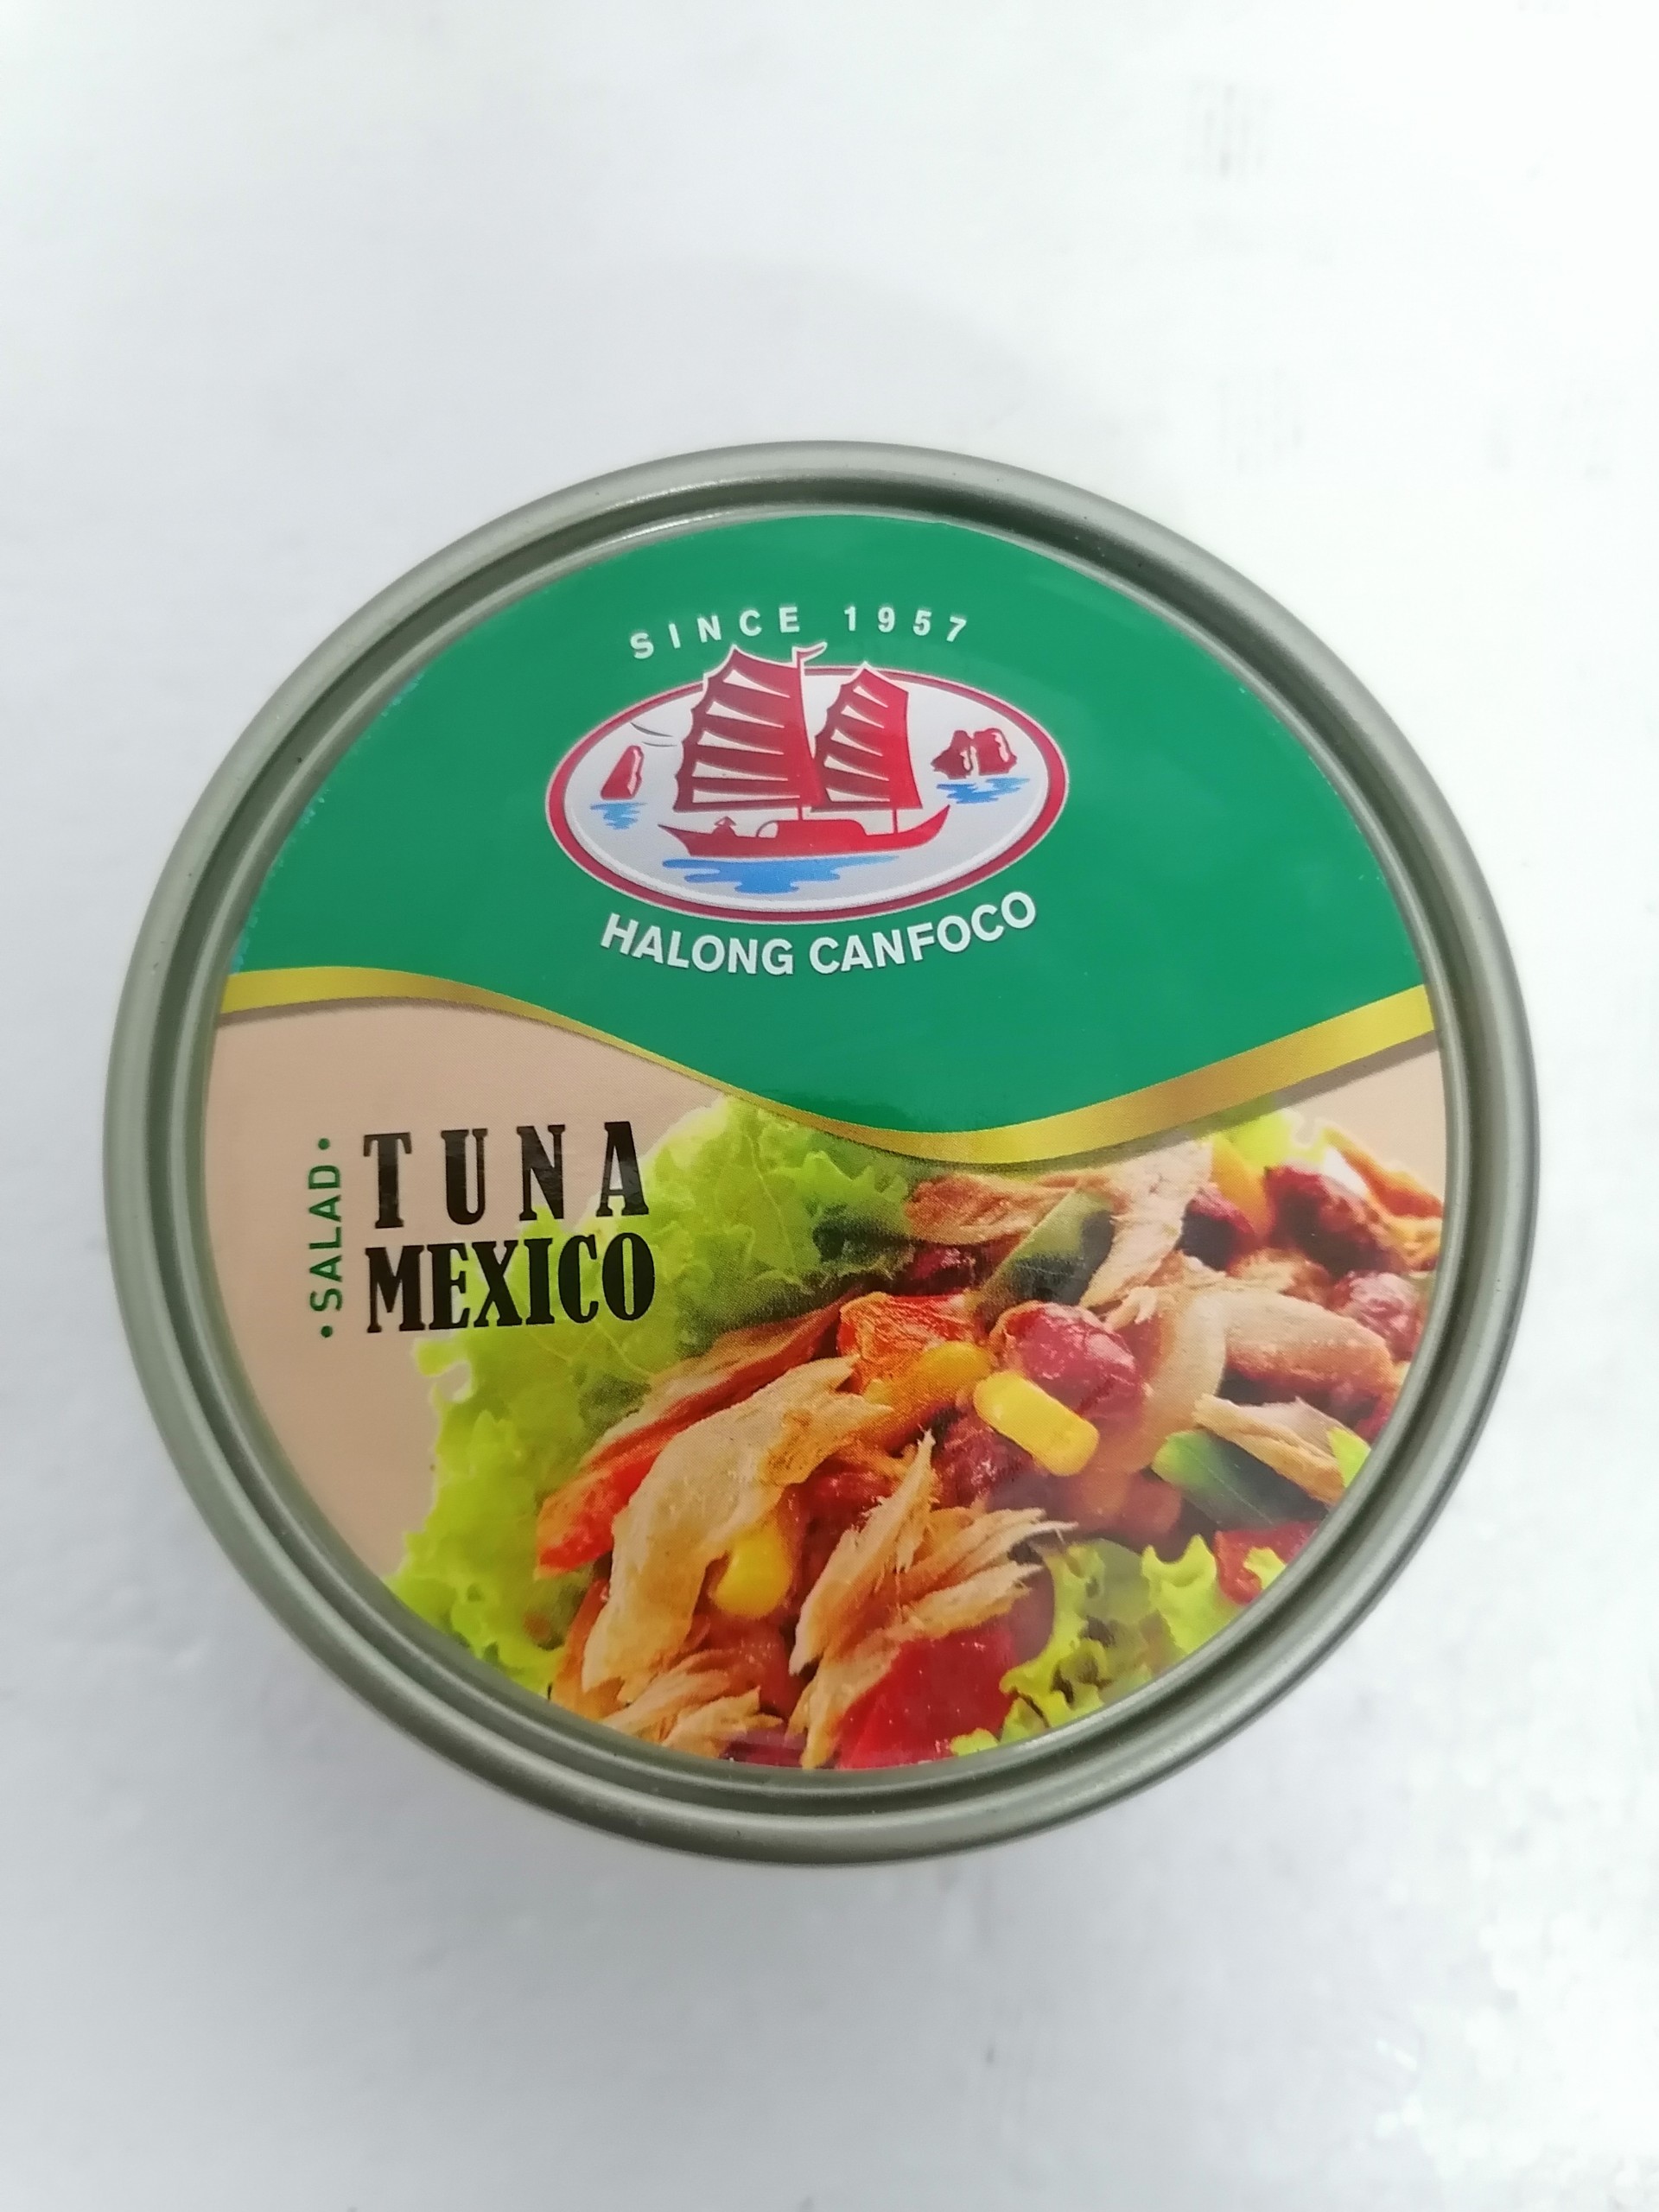 SINCE 1957
HALONG CANFOCO
• SALAD •
TUNA
MEXICO